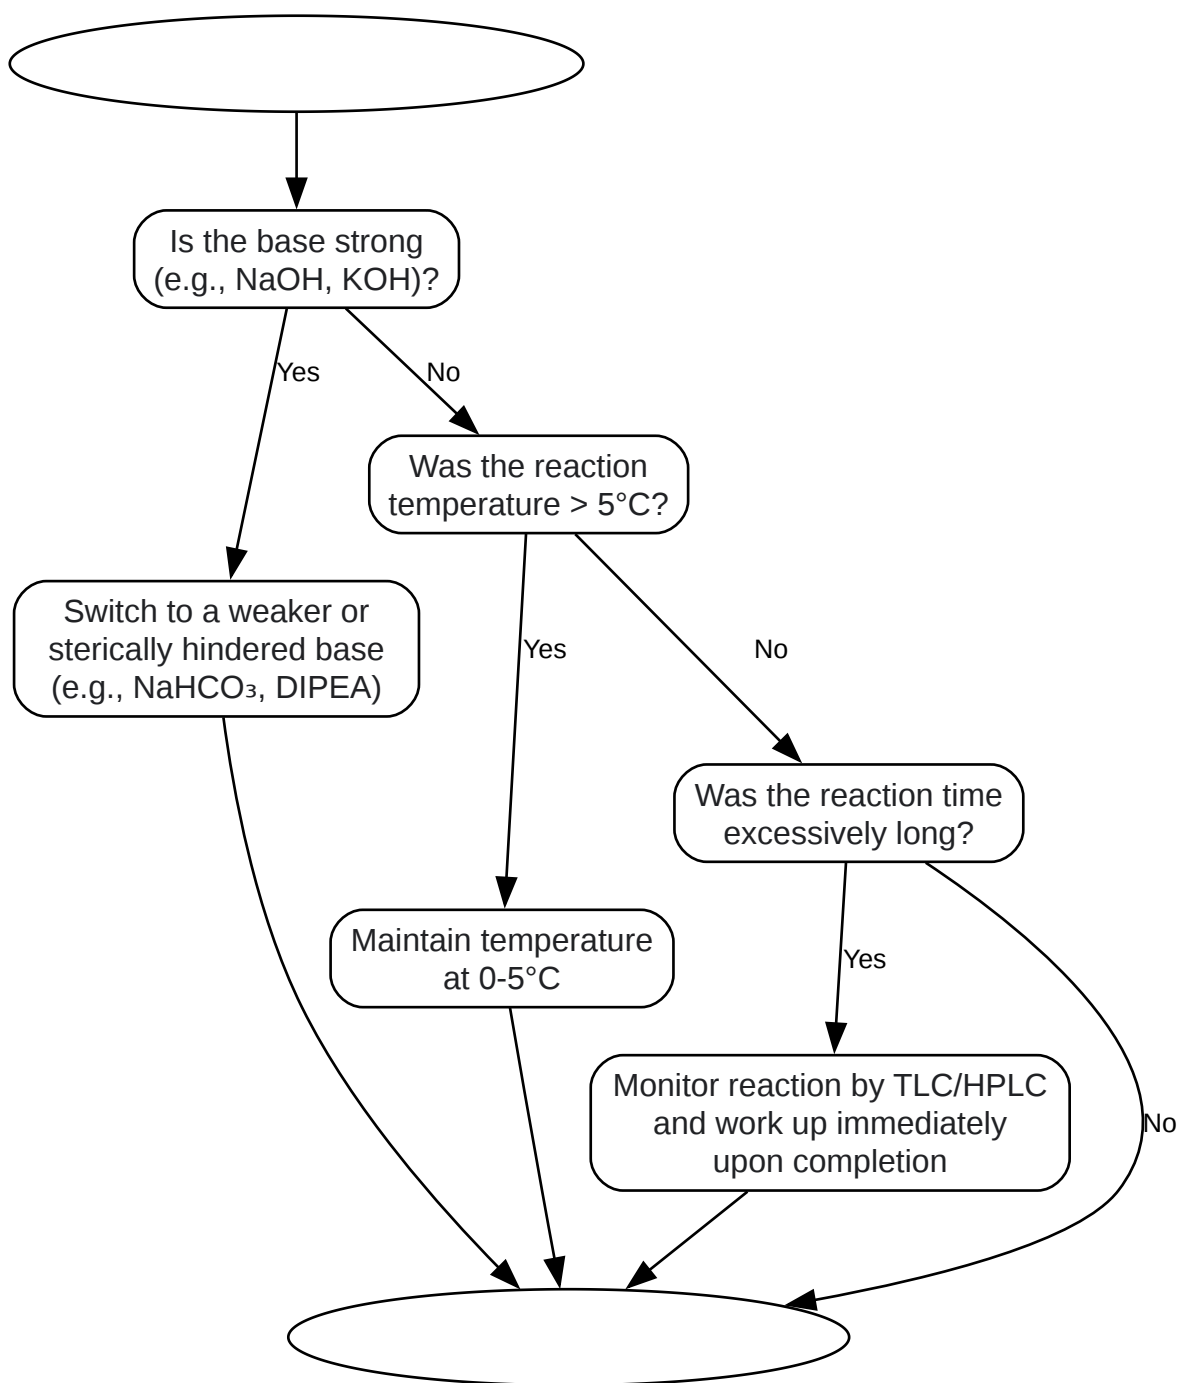 Is the base strong
(e.g., NaOH, KOH)?
Yes
No
Was the reaction
temperature > 5°C?
Switch to a weaker or
sterically hindered base
(e.g., NaHCO₃, DIPEA)
Yes
No
Was the reaction time
excessively long?
Maintain temperature
at 0-5°C
Yes
Monitor reaction by TLC/HPLC
and work up immediately
upon completion
No